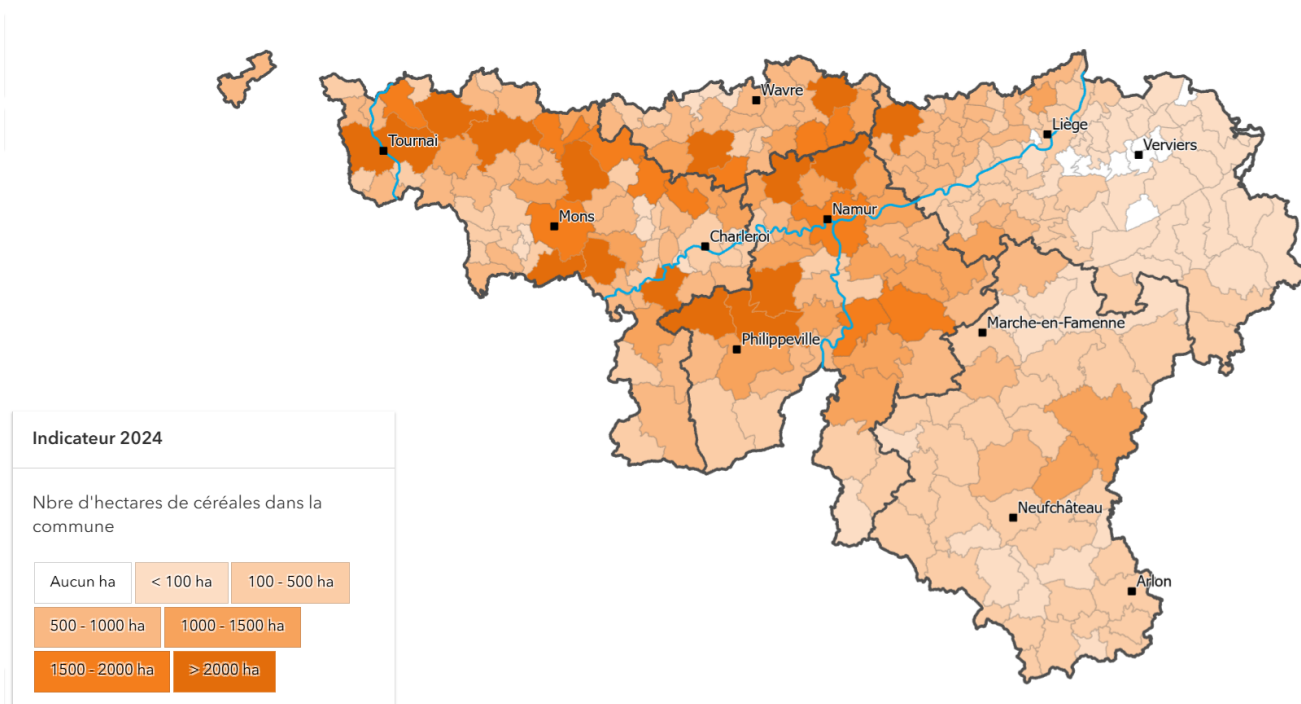 Wavre
Liège
Tournai
Verviers
Namur
Mons
Charleroi
Marche-en-Famenne
Philippeville
Neufchâteau
Arlon
Indicateur 2024
Nbre d'hectares de céréales dans la
commune
Aucun ha
< 100 ha
100 - 500 ha
500 - 1000 ha
1000 - 1500 ha
1500 - 2000 ha
> 2000 ha